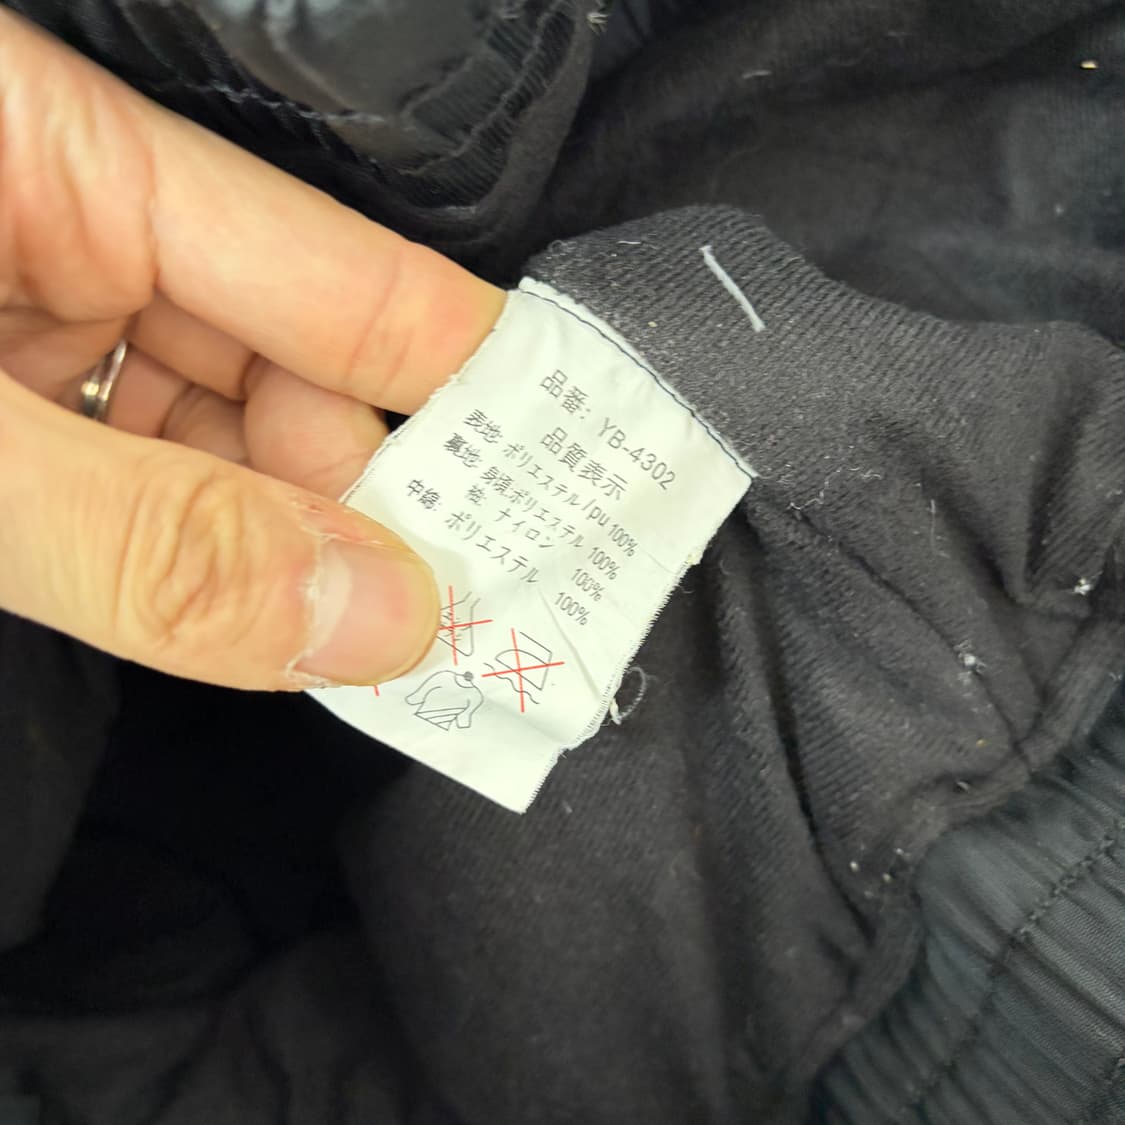 品番: YB-4302
品質表示
表地: ポリエステル/pu 100%
裏地: 身頃:ポリエステル 100%
袖: ナイロン 100%
中綿: ポリエステル 100%